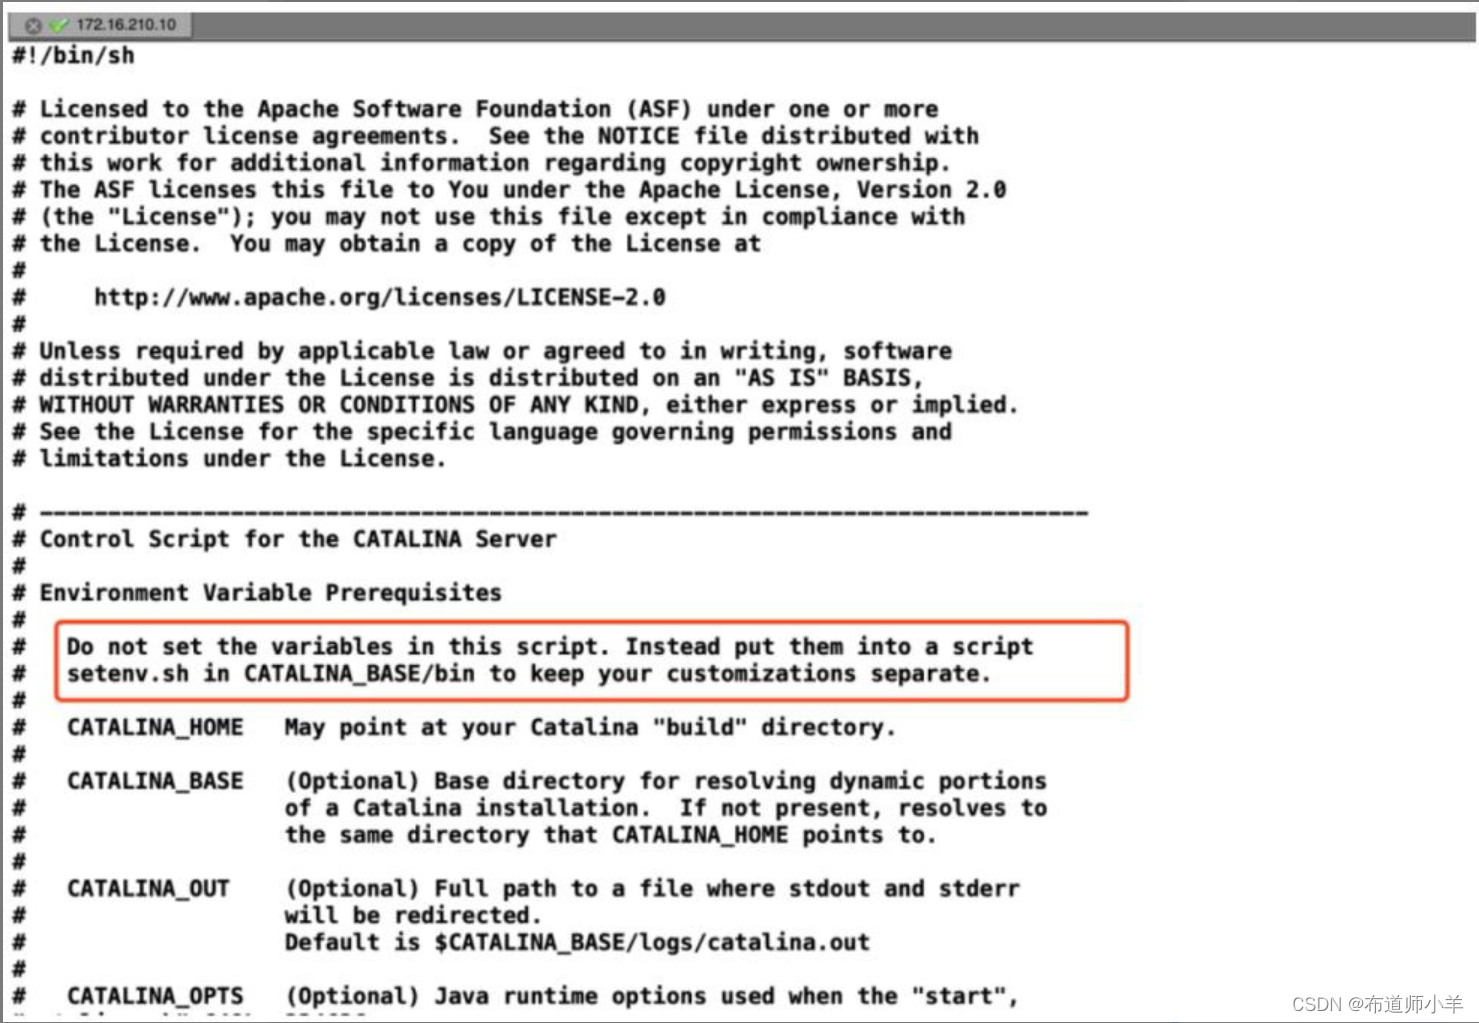 172.16.210.10
#!/bin/sh
# Licensed to the Apache Software Foundation (ASF) under one or more
# contributor license agreements.  See the NOTICE file distributed with
# this work for additional information regarding copyright ownership.
# The ASF licenses this file to You under the Apache License, Version 2.0
# (the "License"); you may not use this file except in compliance with
# the License.  You may obtain a copy of the License at
#
#     http://www.apache.org/licenses/LICENSE-2.0
#
# Unless required by applicable law or agreed to in writing, software
# distributed under the License is distributed on an "AS IS" BASIS,
# WITHOUT WARRANTIES OR CONDITIONS OF ANY KIND, either express or implied.
# See the License for the specific language governing permissions and
# limitations under the License.
# -----------------------------------------------------------------------------
# Control Script for the CATALINA Server
#
# Environment Variable Prerequisites
#
#   Do not set the variables in this script. Instead put them into a script
#   setenv.sh in CATALINA_BASE/bin to keep your customizations separate.
#
#   CATALINA_HOME   May point at your Catalina "build" directory.
#
#   CATALINA_BASE   (Optional) Base directory for resolving dynamic portions
#                   of a Catalina installation.  If not present, resolves to
#                   the same directory that CATALINA_HOME points to.
#
#   CATALINA_OUT    (Optional) Full path to a file where stdout and stderr
#                   will be redirected.
#                   Default is $CATALINA_BASE/logs/catalina.out
#
#   CATALINA_OPTS   (Optional) Java runtime options used when the "start",
CSDN @布道师小羊